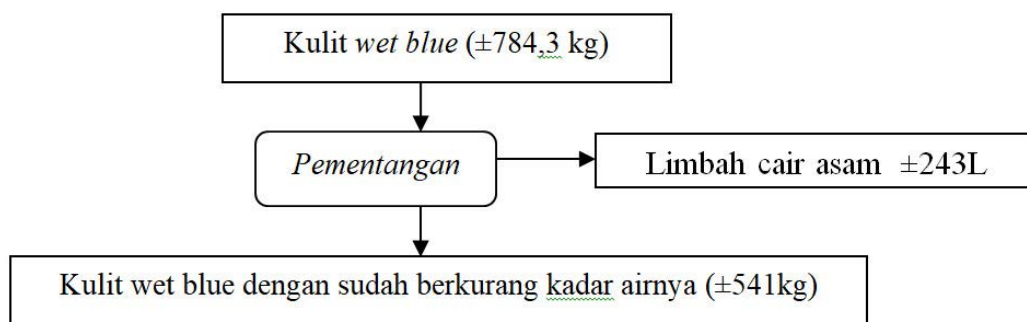 Kulit wet blue (±784,3 kg)
Pementangan
Limbah cair asam ±243L
Kulit wet blue dengan sudah berkurang kadar airnya (±541kg)